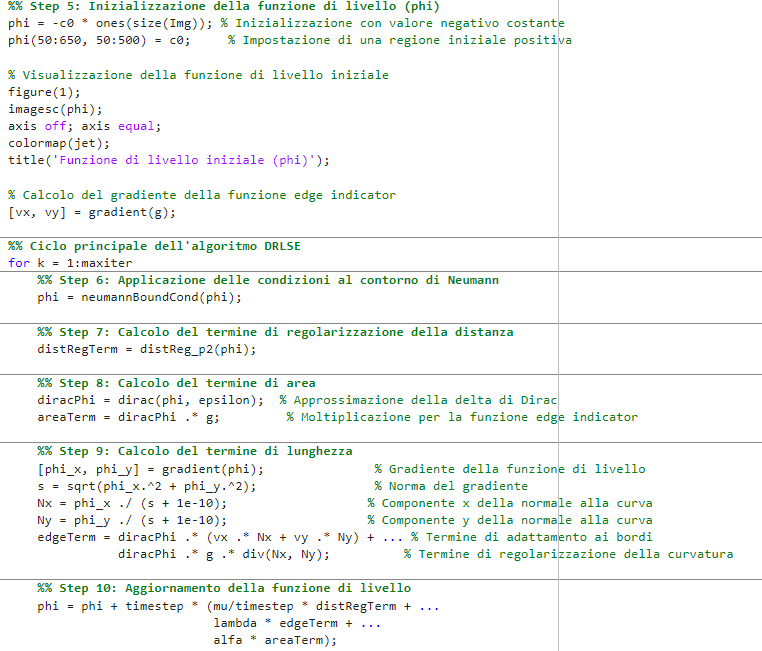 %% Step 5: Inizializzazione della funzione di livello (phi)
phi = -c0 * ones(size(Img)); % Inizializzazione con valore negativo costante
phi(50:650, 50:500) = c0;     % Impostazione di una regione iniziale positiva
% Visualizzazione della funzione di livello iniziale
figure(1);
imagesc(phi);
axis off; axis equal;
colormap(jet);
title('Funzione di livello iniziale (phi)');
% Calcolo del gradiente della funzione edge indicator
[vx, vy] = gradient(g);
%% Ciclo principale dell'algoritmo DRLSE
for k = 1:maxiter
    %% Step 6: Applicazione delle condizioni al contorno di Neumann
    phi = neumannBoundCond(phi);
    %% Step 7: Calcolo del termine di regolarizzazione della distanza
    distRegTerm = distReg_p2(phi);
    %% Step 8: Calcolo del termine di area
    diracPhi = dirac(phi, epsilon);  % Approssimazione della delta di Dirac
    areaTerm = diracPhi .* g;         % Moltiplicazione per la funzione edge indicator
    %% Step 9: Calcolo del termine di lunghezza
    [phi_x, phi_y] = gradient(phi);               % Gradiente della funzione di livello
    s = sqrt(phi_x.^2 + phi_y.^2);                % Norma del gradiente
    Nx = phi_x ./ (s + 1e-10);                   % Componente x della normale alla curva
    Ny = phi_y ./ (s + 1e-10);                   % Componente y della normale alla curva
    edgeTerm = diracPhi .* (vx .* Nx + vy .* Ny) + ... % Termine di adattamento ai bordi
               diracPhi .* g .* div(Nx, Ny);          % Termine di regolarizzazione della curvatura
    %% Step 10: Aggiornamento della funzione di livello
    phi = phi + timestep * (mu/timestep * distRegTerm + ...
                            lambda * edgeTerm + ...
                            alfa * areaTerm);